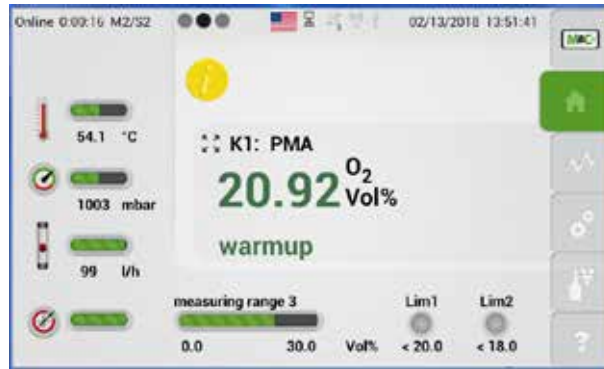 Online 0:00:16 M2/S2
02/13/2018 13:51:41
K1: PMA
20.92 O2 Vol%
warmup
54.1 °C
1003 mbar
99 l/h
measuring range 3
0.0 30.0 Vol%
Lim1 Lim2
< 20.0 < 18.0
?